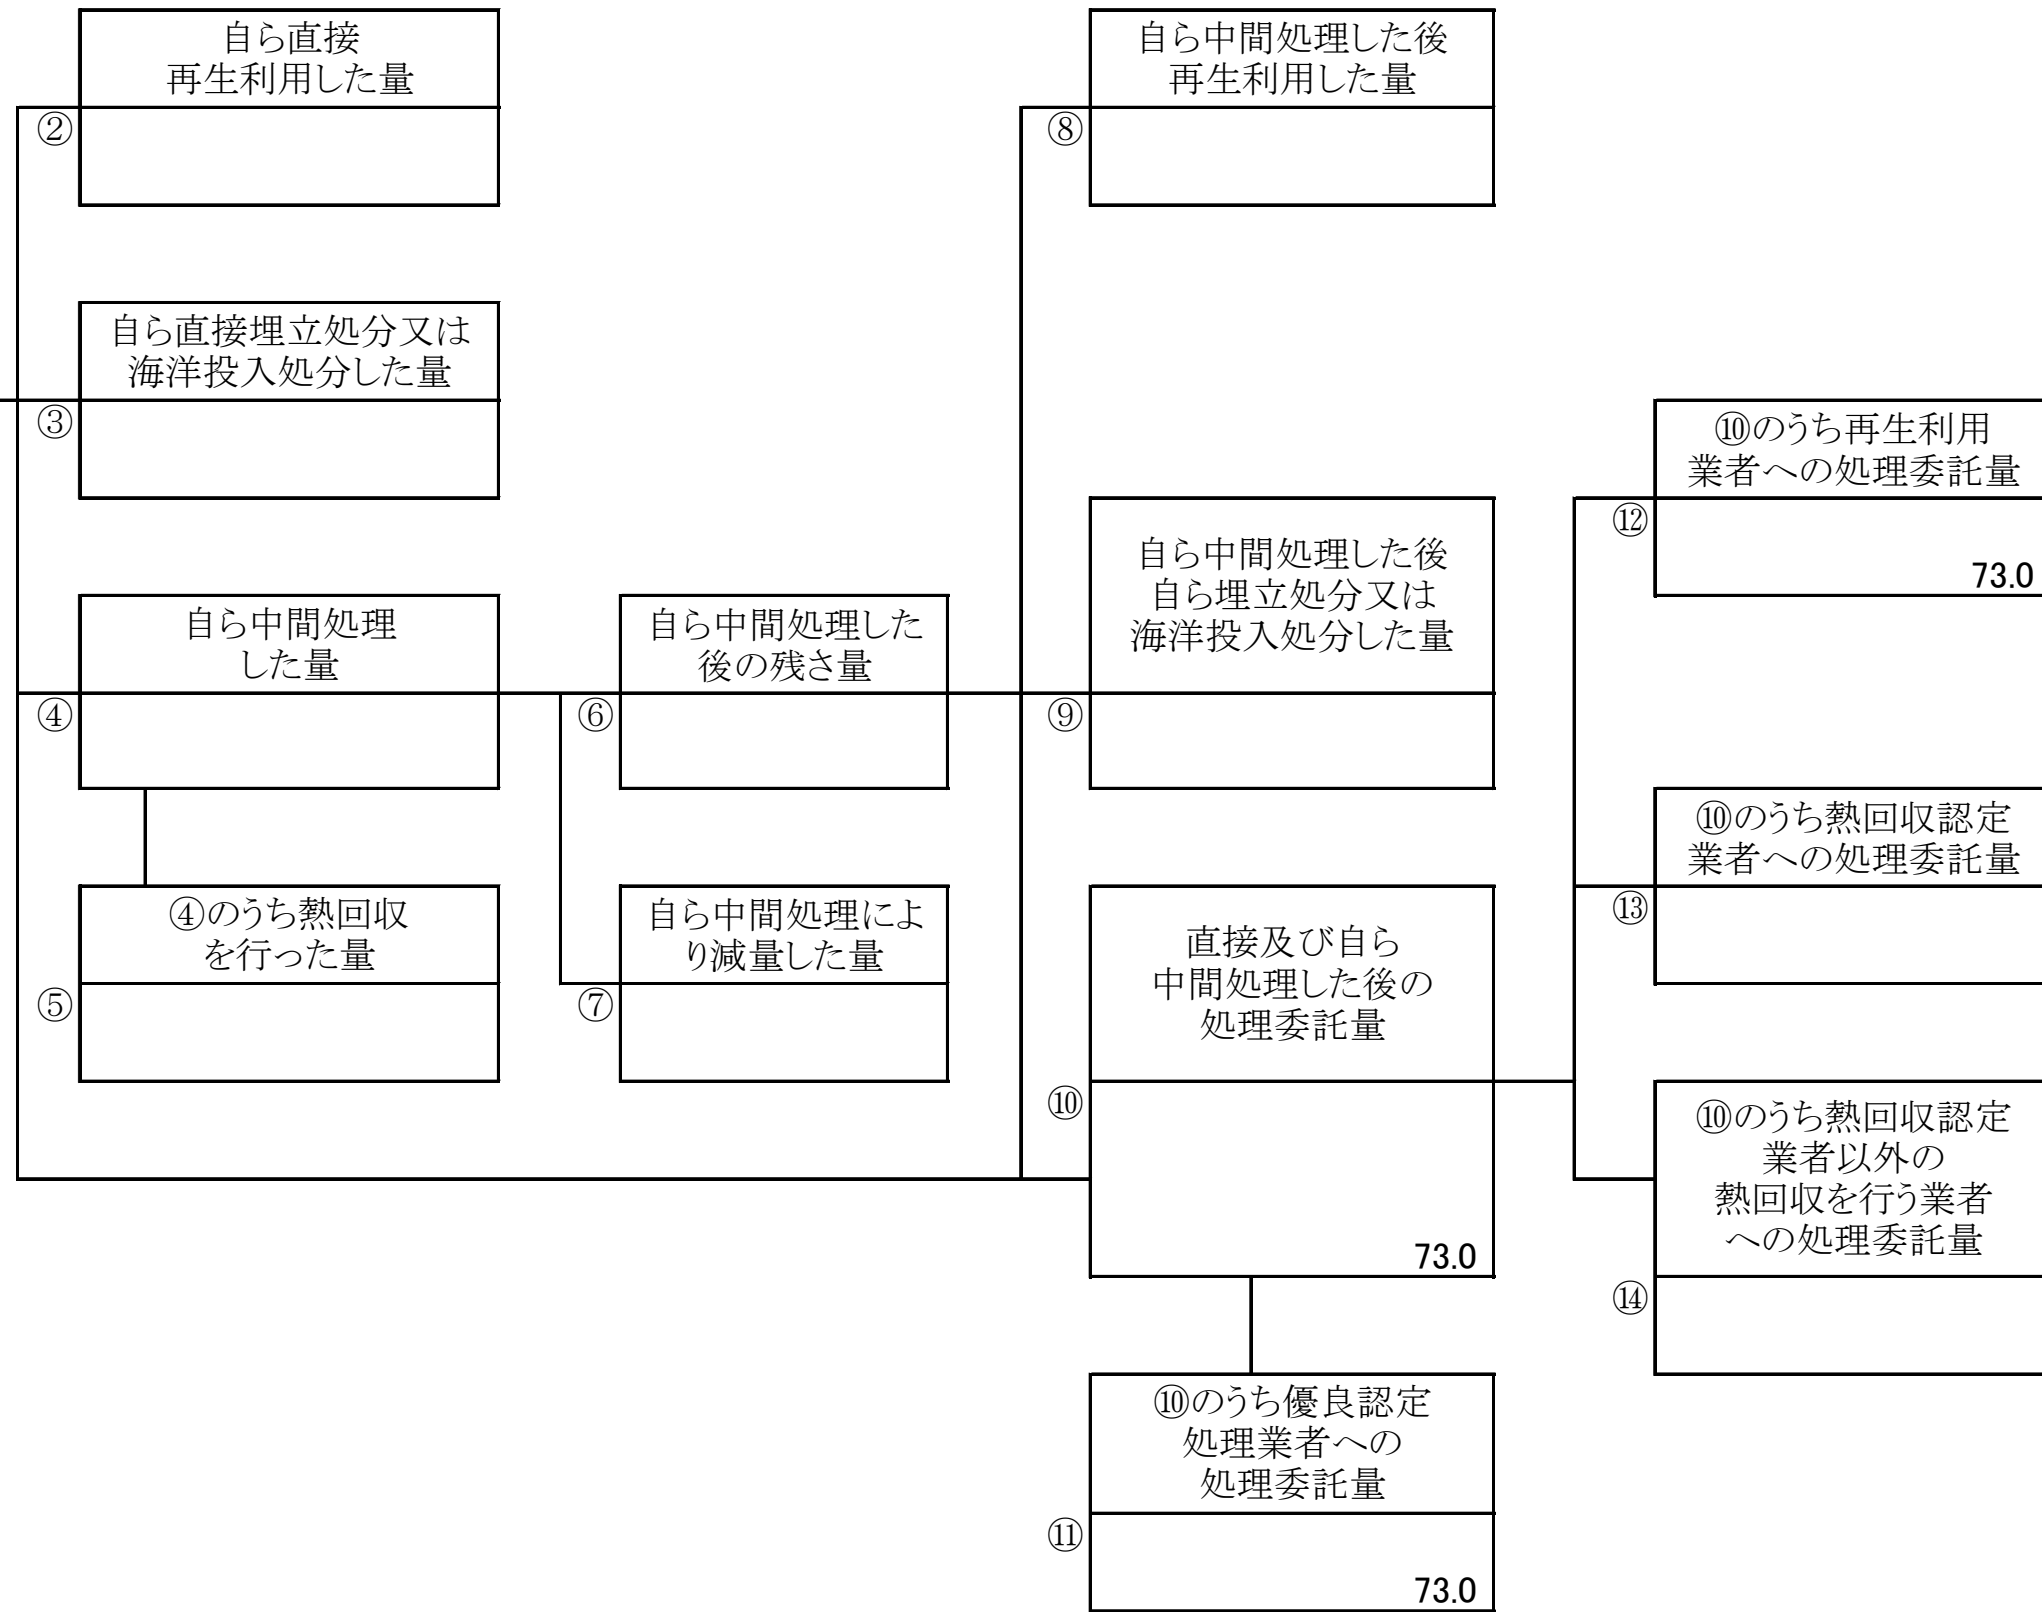 自ら直接
再生利用した量
②
自ら中間処理した後
再生利用した量
⑧
自ら直接埋立処分又は
海洋投入処分した量
③
⑩のうち再生利用
業者への処理委託量
⑫
73.0
自ら中間処理した後
自ら埋立処分又は
海洋投入処分した量
⑨
自ら中間処理
した量
④
自ら中間処理した
後の残さ量
⑥
⑩のうち熱回収認定
業者への処理委託量
⑬
④のうち熱回収
を行った量
⑤
自ら中間処理によ
り減量した量
⑦
直接及び自ら
中間処理した後の
処理委託量
⑩
73.0
⑩のうち熱回収認定
業者以外の
熱回収を行う業者
への処理委託量
⑭
⑩のうち優良認定
処理業者への
処理委託量
⑪
73.0